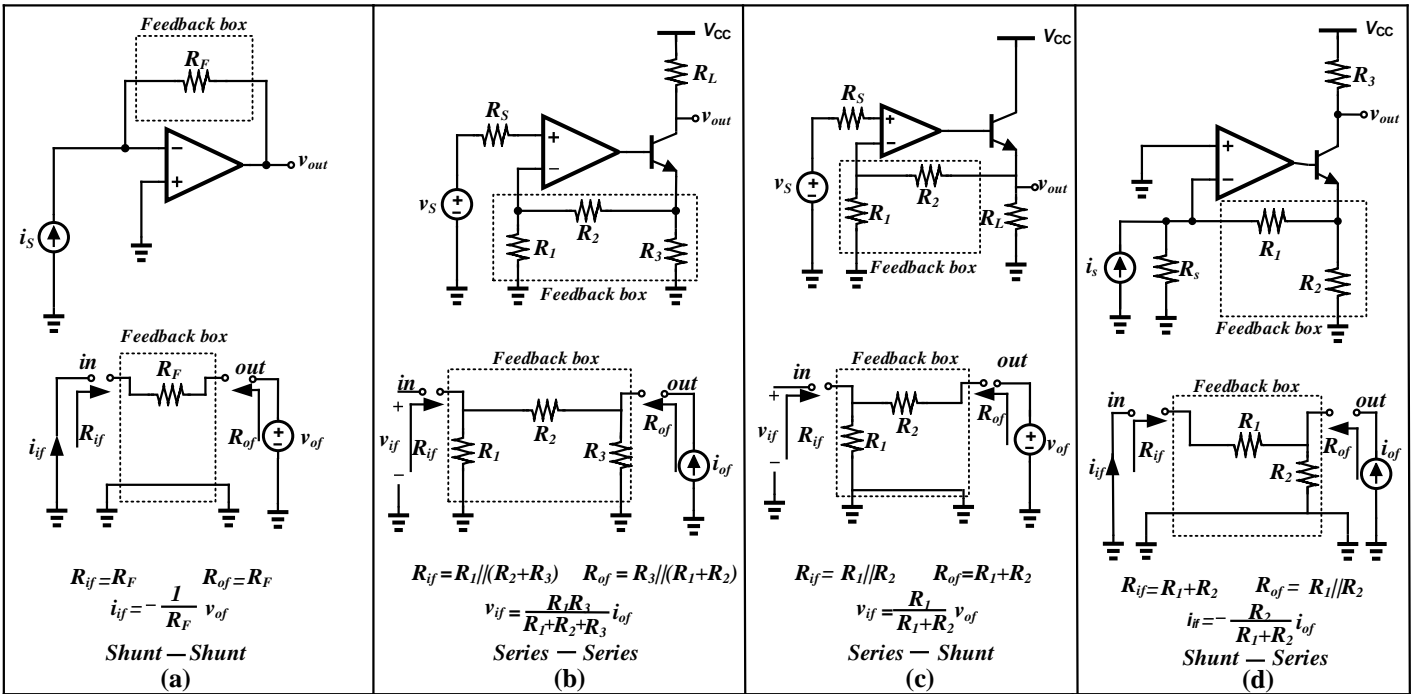 Feedback box
R_F
−
+
v_out
i_S
Feedback box
in
R_F
out
R_if
R_of
i_if
v_of
R_if=R_F R_of=R_F
i_if=−1/R_F v_of
Shunt — Shunt
(a)
V_CC
R_L
v_out
R_S
+
−
v_S
+
−
R_2
R_1
R_3
Feedback box
Feedback box
in
out
+
v_if
−
R_if
R_2
R_1
R_3
R_of
i_of
R_if=R_1//(R_2+R_3) R_of=R_3//(R_1+R_2)
v_if=R_1R_3/R_1+R_2+R_3 i_of
Series — Series
(b)
V_CC
R_S
+
−
v_S
+
−
v_out
R_2
R_1
R_L
Feedback box
Feedback box
in
out
+
v_if
−
R_if
R_2
R_1
R_of
v_of
R_if= R_1//R_2 R_of=R_1+R_2
v_if=R_1/R_1+R_2 v_of
Series — Shunt
(c)
V_CC
R_3
v_out
+
−
R_1
i_s
R_s
R_2
Feedback box
Feedback box
in
out
R_1
R_if
R_of
i_if
R_2
i_of
R_if=R_1+R_2 R_of= R_1//R_2
i_if=−R_2/R_1+R_2 i_of
Shunt — Series
(d)